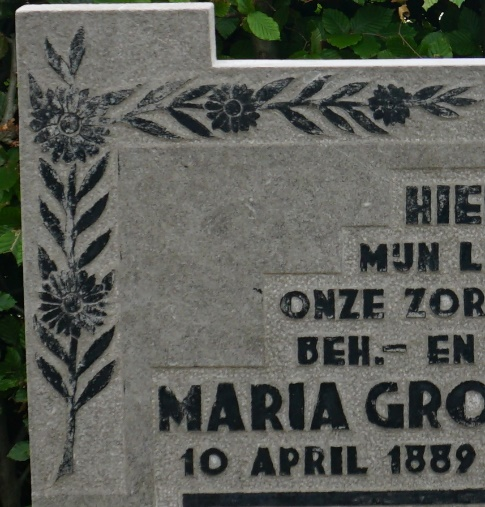 HIE
MIJN L
ONZE ZOR
BEH.- EN
MARIA GRO
10 APRIL 1889